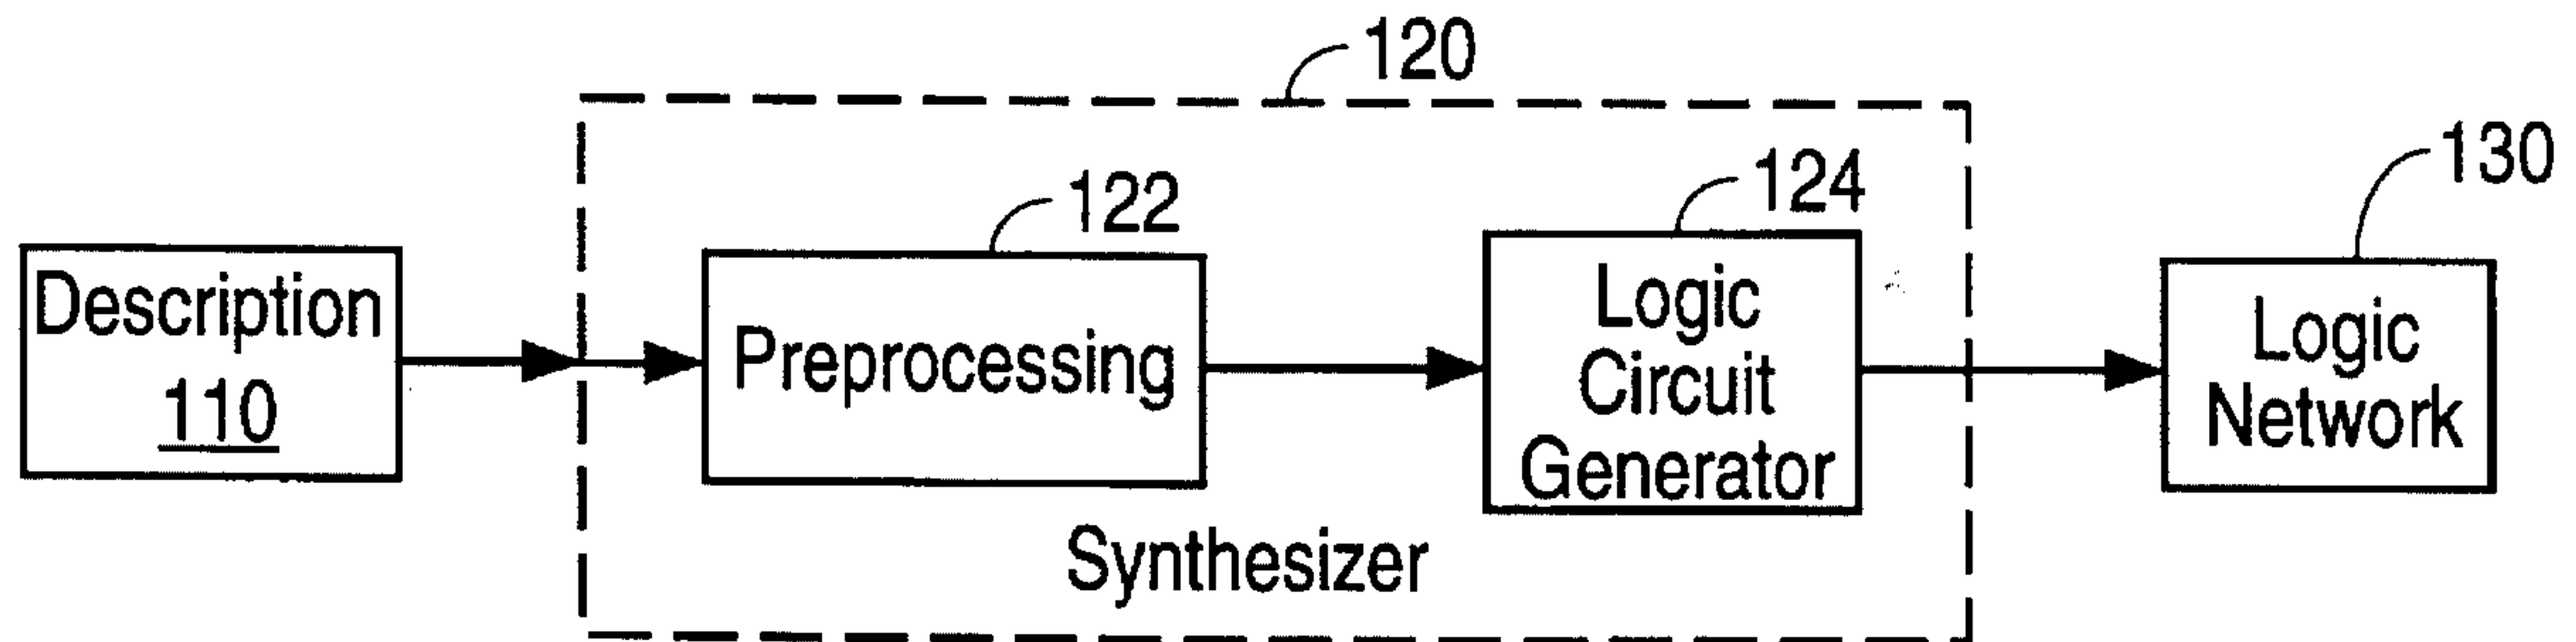 120
130
124
122
Description
110
Preprocessing
Logic
Circuit
Generator
Logic
Network
Synthesizer